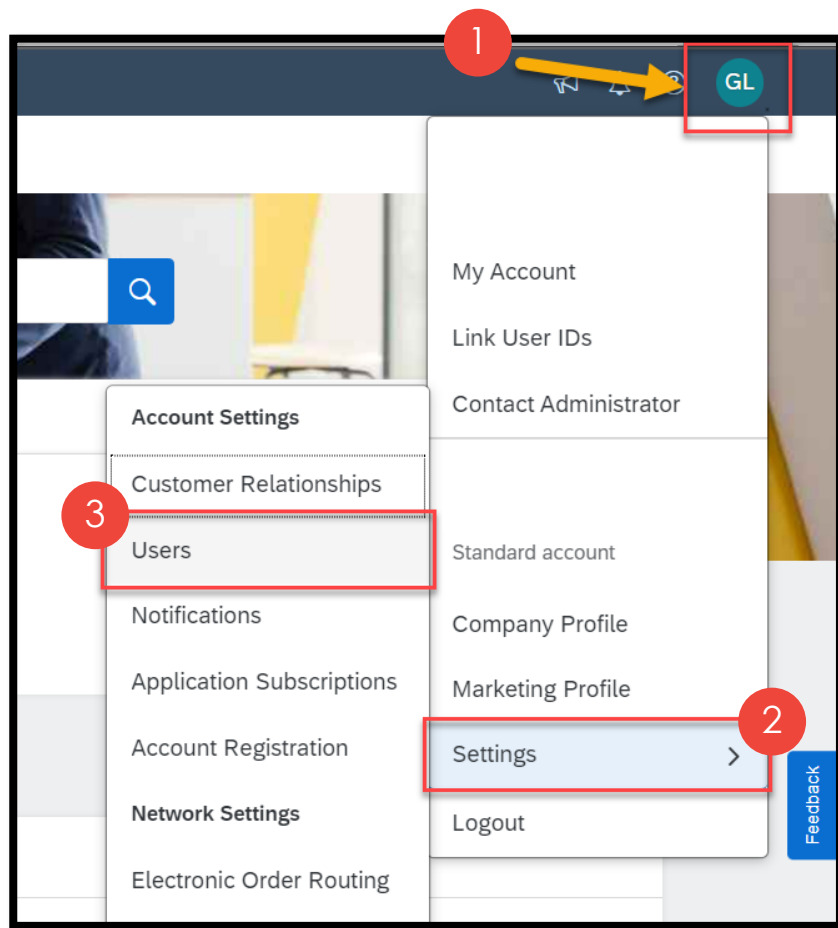 1
GL
My Account
Link User IDs
Contact Administrator
Standard account
Company Profile
Marketing Profile
2
Settings
Logout
Account Settings
Customer Relationships
3
Users
Notifications
Application Subscriptions
Account Registration
Network Settings
Electronic Order Routing
Feedback